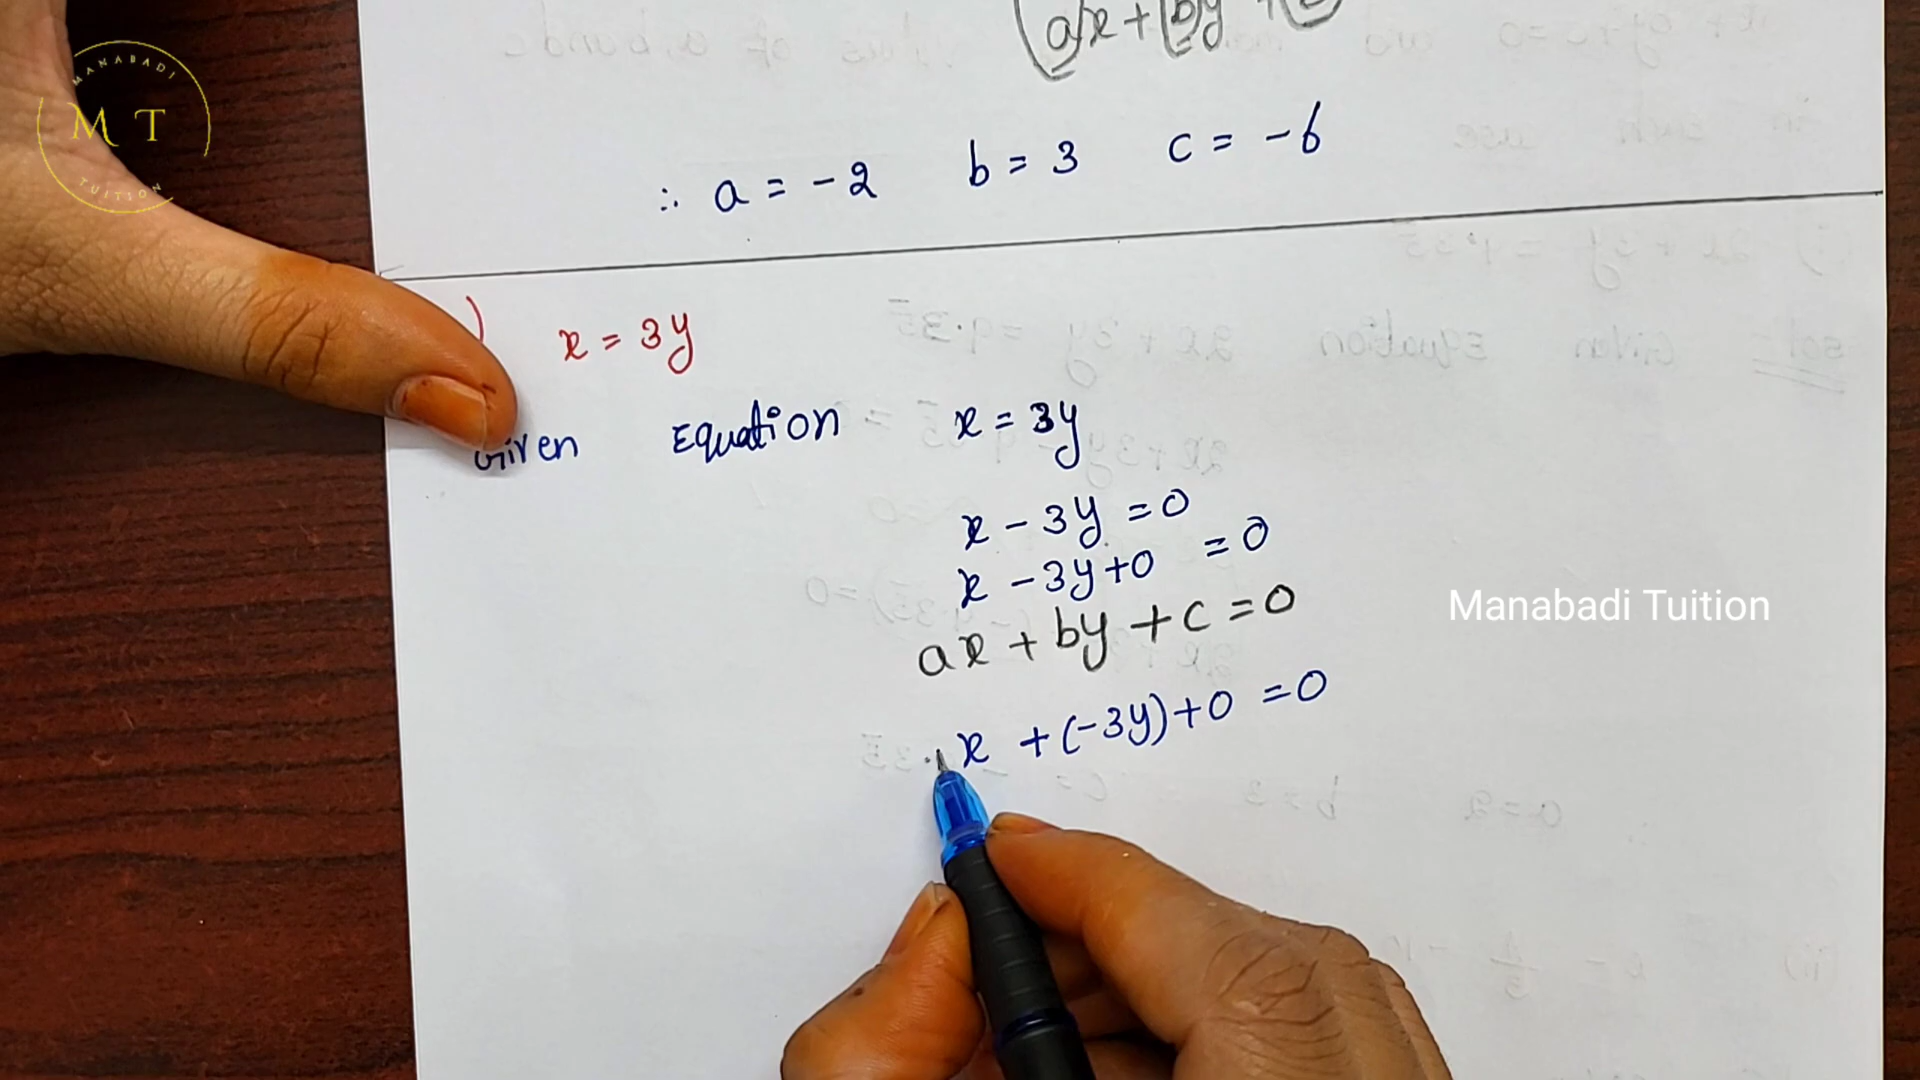 MANABADI
M T
TUITION
ax + by + c
∴ a = -2 b = 3 c = -6
) x = 3y
Given Equation x = 3y
x - 3y = 0
x - 3y + 0 = 0
ax + by + c = 0
x + (-3y) + 0 = 0
Manabadi Tuition